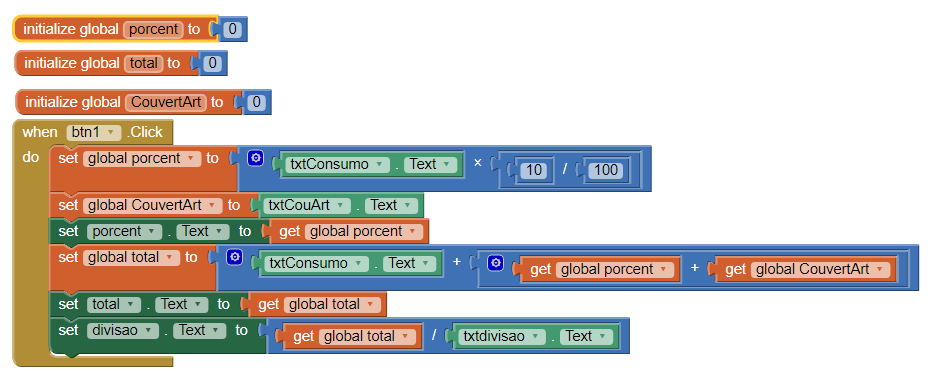 initialize global porcent to 0
initialize global total to 0
initialize global CouvertArt to 0
when btn1 .Click
do set global porcent to txtConsumo . Text × 10 / 100
set global CouvertArt to txtCouArt . Text
set porcent . Text to get global porcent
set global total to txtConsumo . Text + get global porcent + get global CouvertArt
set total . Text to get global total
set divisao . Text to get global total / txtdivisao . Text